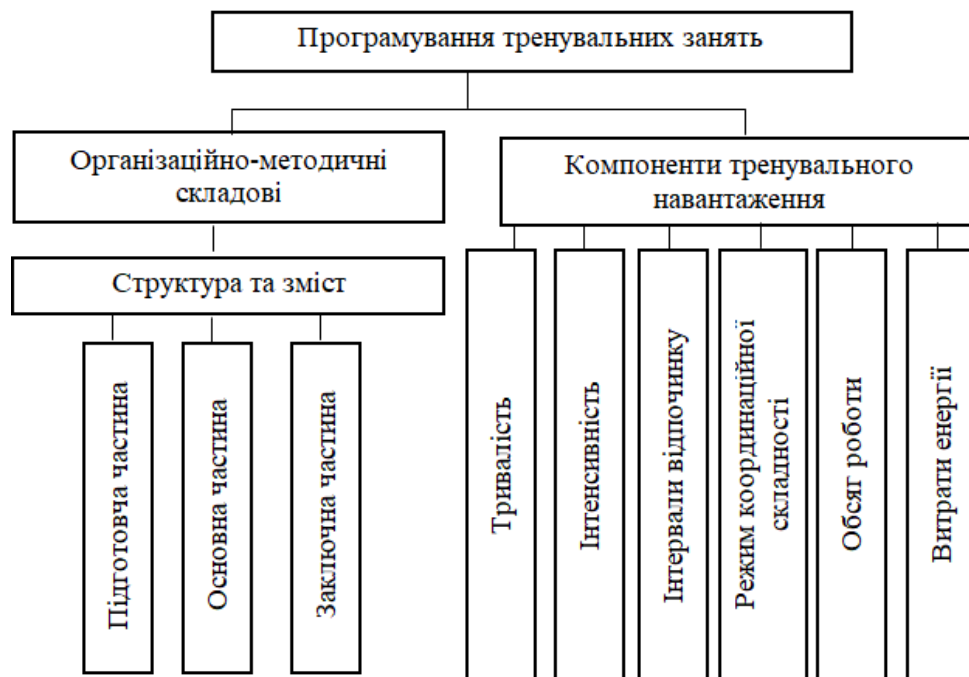 Програмування тренувальних занять
Організаційно-методичні
складові
Компоненти тренувального
навантаження
Структура та зміст
Підготовча частина
Основна частина
Заключна частина
Тривалість
Інтенсивність
Інтервали відпочинку
Режим координаційної
складності
Обсяг роботи
Витрати енергії